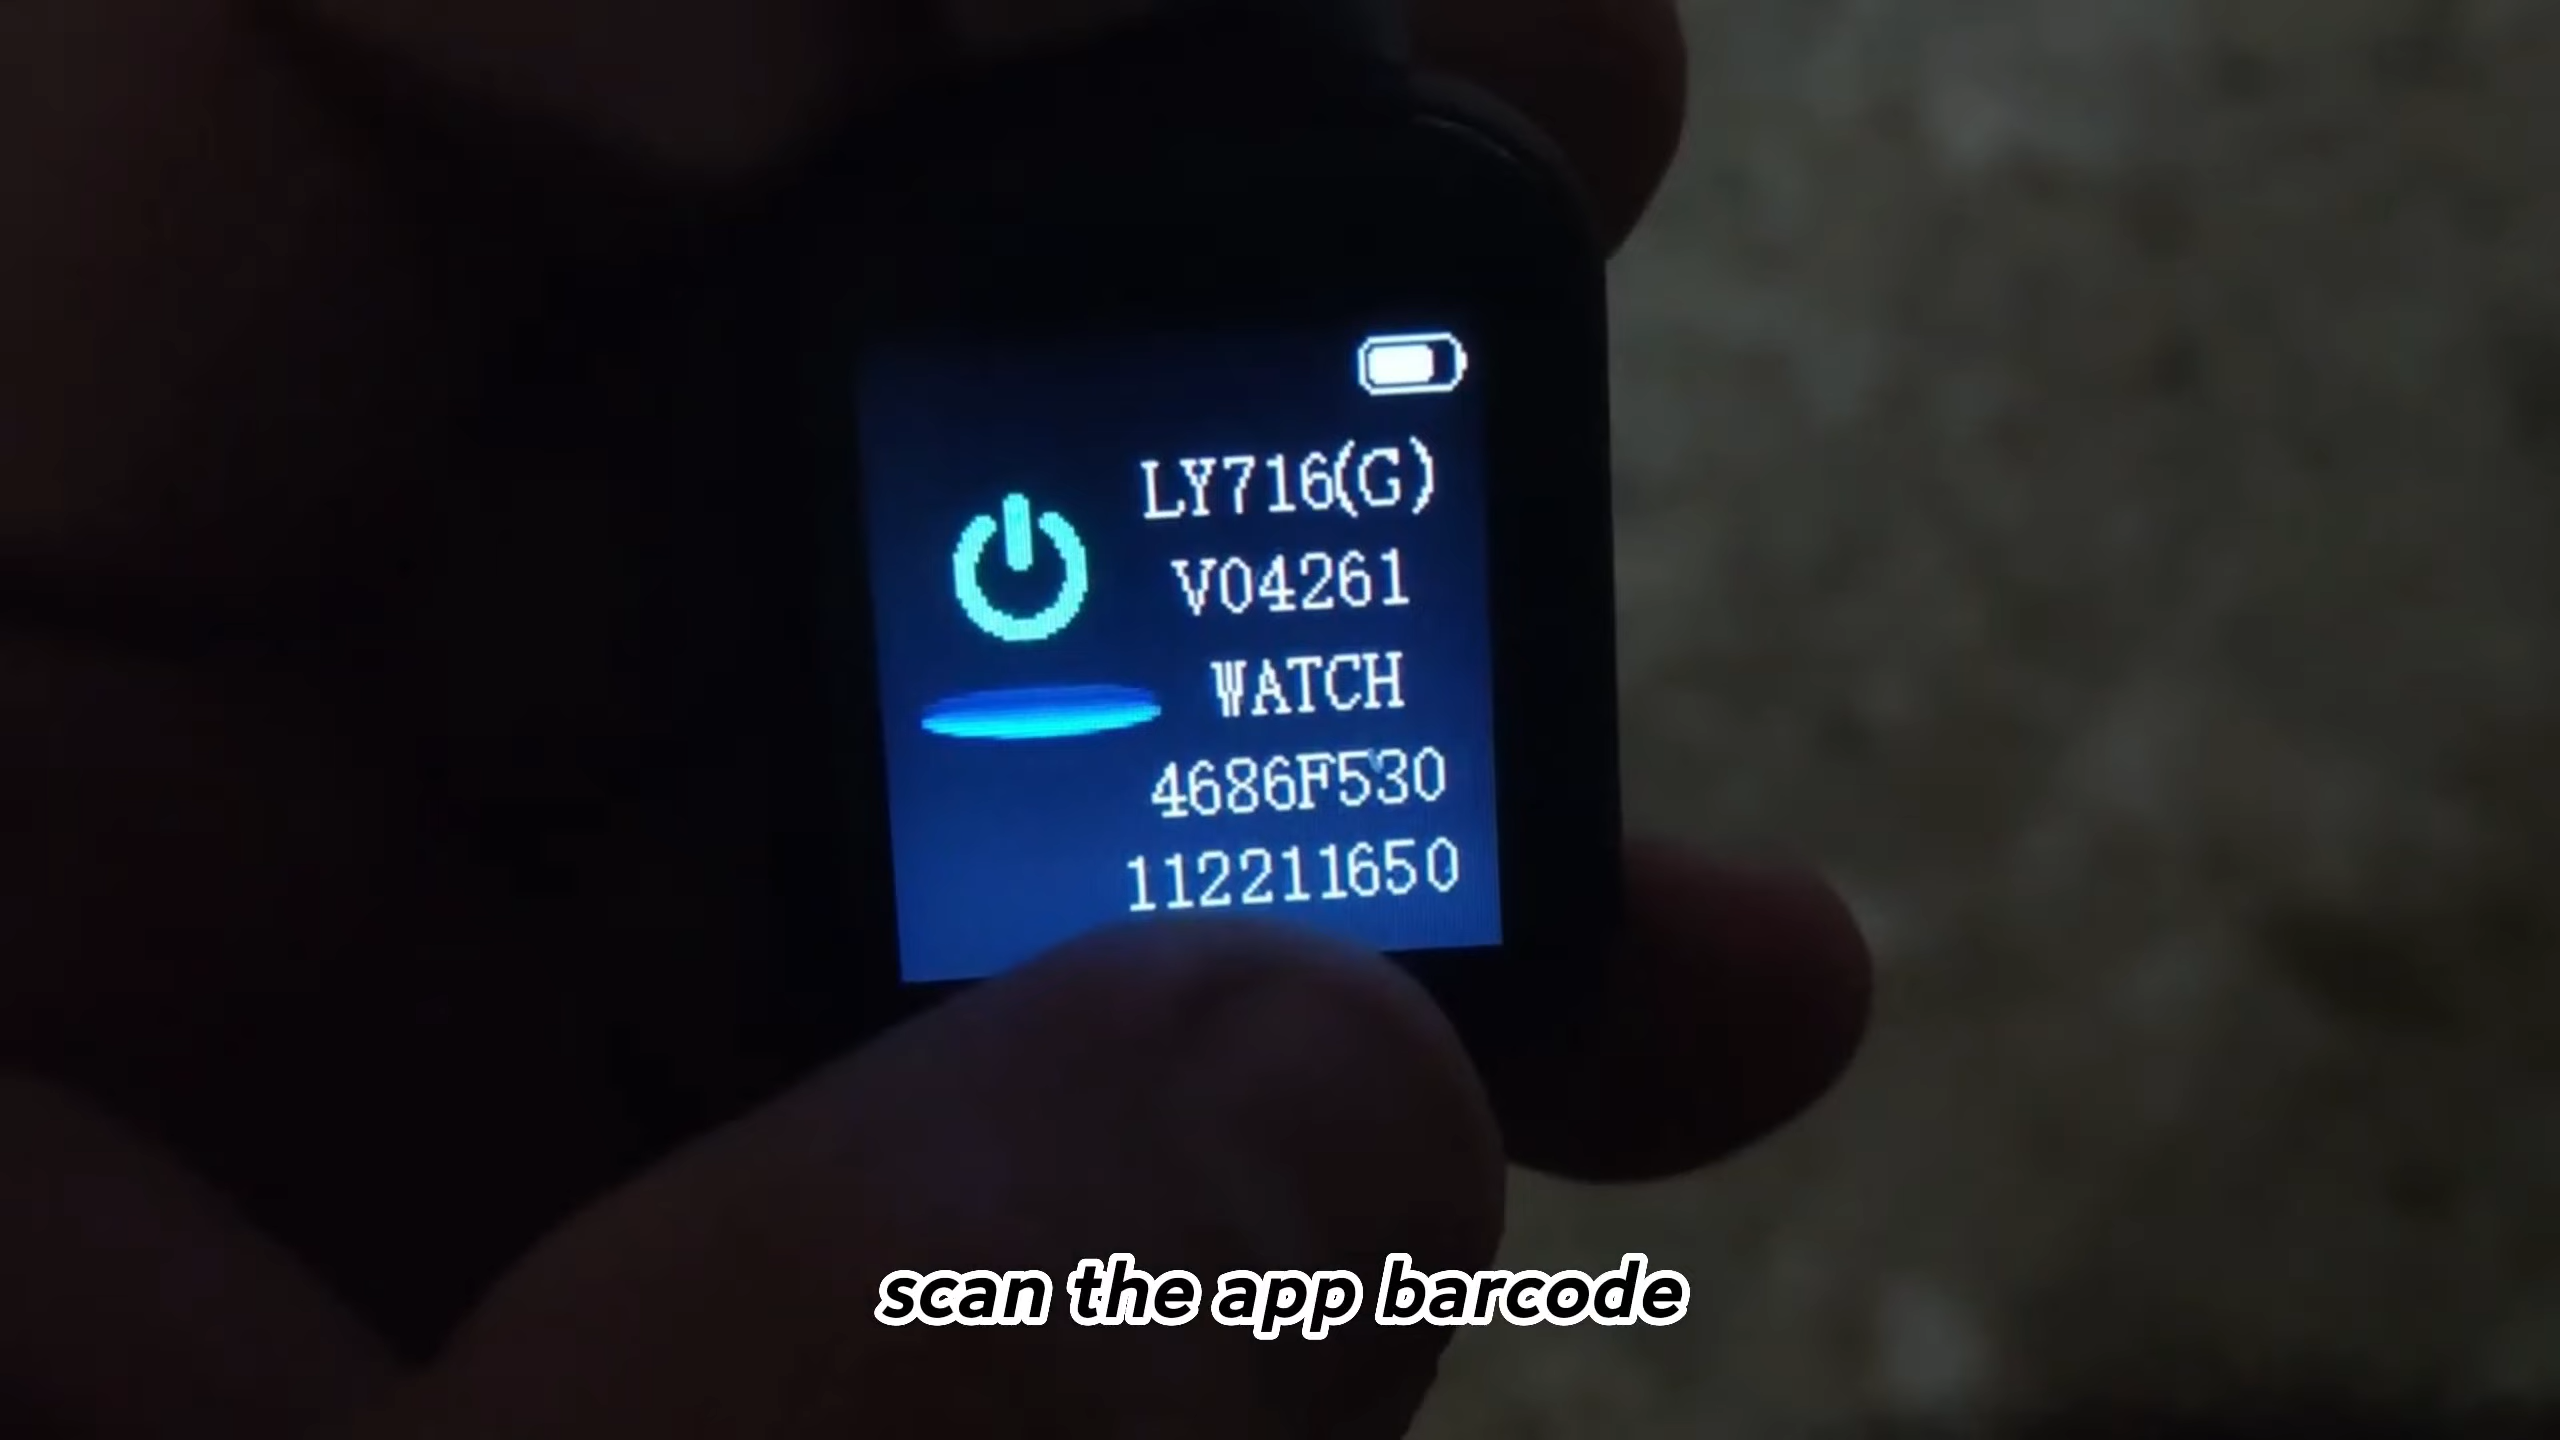 LY716(G)
V04261
WATCH
4686F530
112211650
scan the app barcode